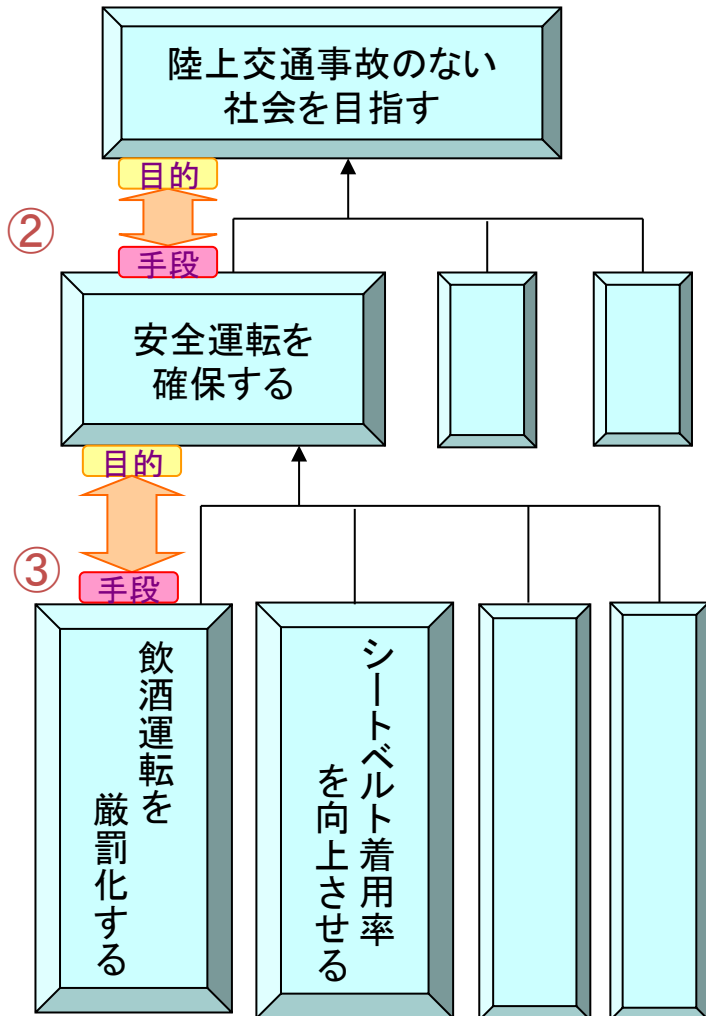 陸上交通事故のない
社会を目指す
目的
②
手段
安全運転を
確保する
目的
③
手段
飲酒運転を
厳罰化する
シートベルト着用率
を向上させる